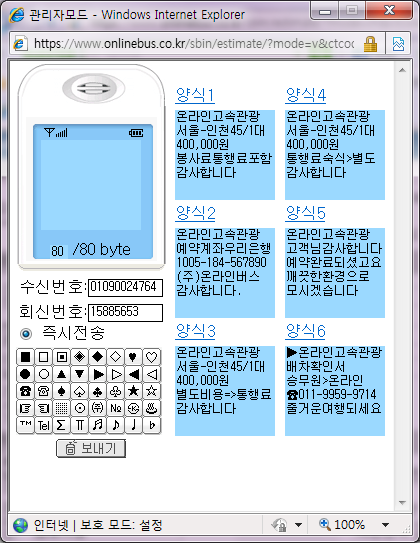 관리자모드 - Windows Internet Explorer
https://www.onlinebus.co.kr/sbin/estimate/?mode=v&ctcoc
80 /80 byte
수신번호:01090024764
회신번호:15885653
즉시전송
■ □ ▣ ◈ ◆ ◇ ♥ ♡
● ○ ▲ ▼ ▶ ▷ ◀ ◁
☎ ☏ ♠ ♤ ♣ ♧ ★ ☆
☞ ☜ ▩ ⊙ ㉿ № ㏇ ♨
™ ℡ Σ Π ♬ ♪ ♩ ♭
보내기
양식1
온라인고속관광
서울-인천45/1대
400,000원
봉사료통행료포함
감사합니다
양식4
온라인고속관광
서울-인천45/1대
400,000원
통행료숙식>별도
감사합니다
양식2
온라인고속관광
예약계좌우리은행
1005-184-567890
(주)온라인버스
감사합니다.
양식5
온라인고속관광
고객님감사합니다
예약완료되셨고요
깨끗한환경으로
모시겠습니다
양식3
온라인고속관광
서울-인천45/1대
400,000원
별도비용=>통행료
감사합니다
양식6
▶온라인고속관광
배차확인서
승무원>온라인
☎011-9959-9714
줄거운여행되세요
인터넷 | 보호 모드: 설정
100%